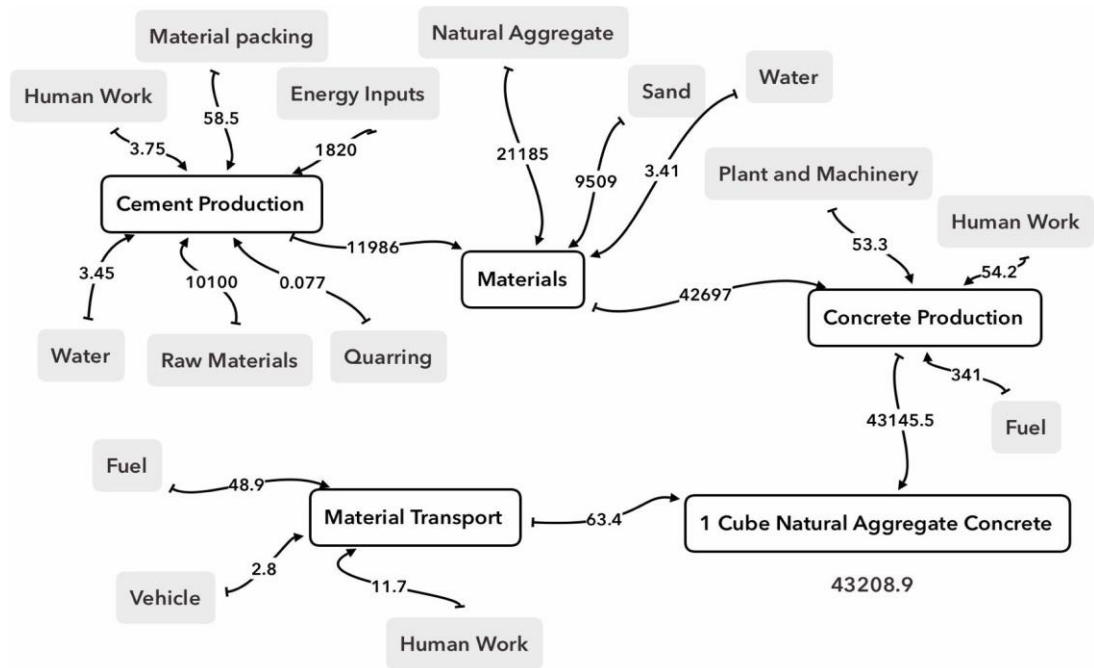 Material packing
Natural Aggregate
Human Work
Energy Inputs
Sand
Water
58.5
3.75
1820
21185
9509
3.41
Plant and Machinery
Cement Production
Human Work
11986
53.3
54.2
3.45
10100
0.077
Materials
42697
Concrete Production
Water
Raw Materials
Quarring
341
43145.5
Fuel
Fuel
48.9
Material Transport
63.4
1 Cube Natural Aggregate Concrete
2.8
11.7
43208.9
Vehicle
Human Work